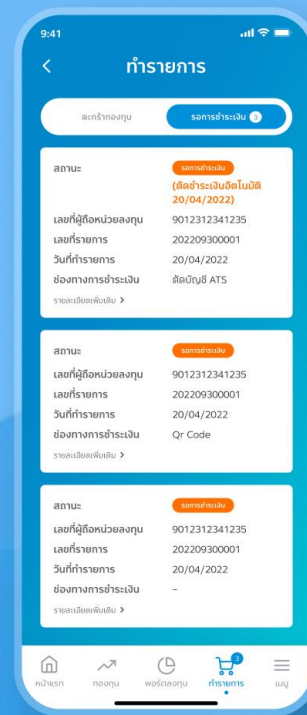 9:41
ทำรายการ
ตะกร้ากองทุน
รอการชำระเงิน 3
สถานะ รอการชำระเงิน
(ตัดชำระเงินอัตโนมัติ
20/04/2022)
เลขที่ผู้ถือหน่วยลงทุน 9012312341235
เลขที่รายการ 202209300001
วันที่ทำรายการ 20/04/2022
ช่องทางการชำระเงิน ตัดบัญชี ATS
รายละเอียดเพิ่มเติม >
สถานะ รอการชำระเงิน
เลขที่ผู้ถือหน่วยลงทุน 9012312341235
เลขที่รายการ 202209300001
วันที่ทำรายการ 20/04/2022
ช่องทางการชำระเงิน Qr Code
รายละเอียดเพิ่มเติม >
สถานะ รอการชำระเงิน
เลขที่ผู้ถือหน่วยลงทุน 9012312341235
เลขที่รายการ 202209300001
วันที่ทำรายการ 20/04/2022
ช่องทางการชำระเงิน –
รายละเอียดเพิ่มเติม >
3
หน้าแรก กองทุน พอร์ตลงทุน ทำรายการ เมนู